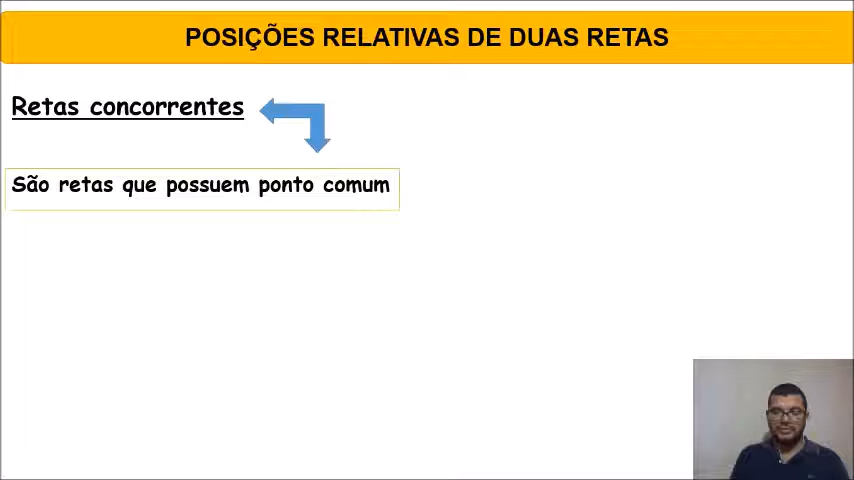 POSIÇÕES RELATIVAS DE DUAS RETAS
Retas concorrentes
São retas que possuem ponto comum